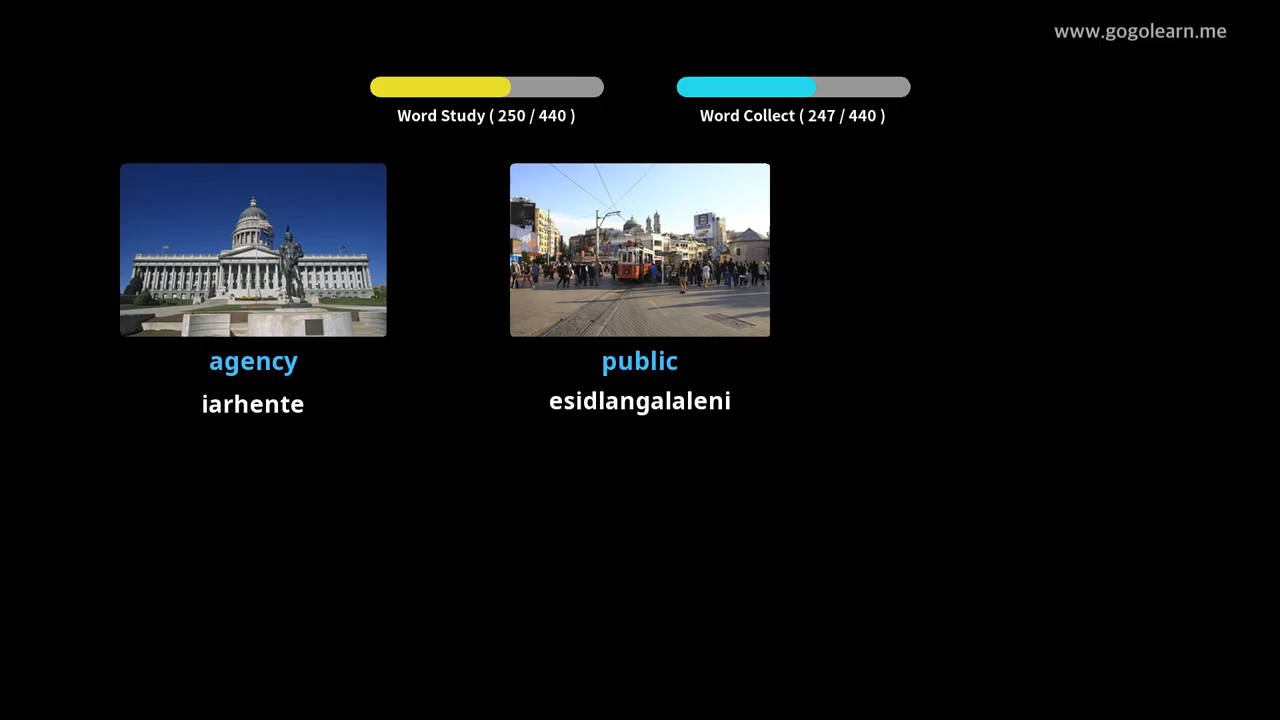 www.gogolearn.me
Word Study ( 250 / 440 )
Word Collect ( 247 / 440 )
agency
iarhente
public
esidlangalaleni